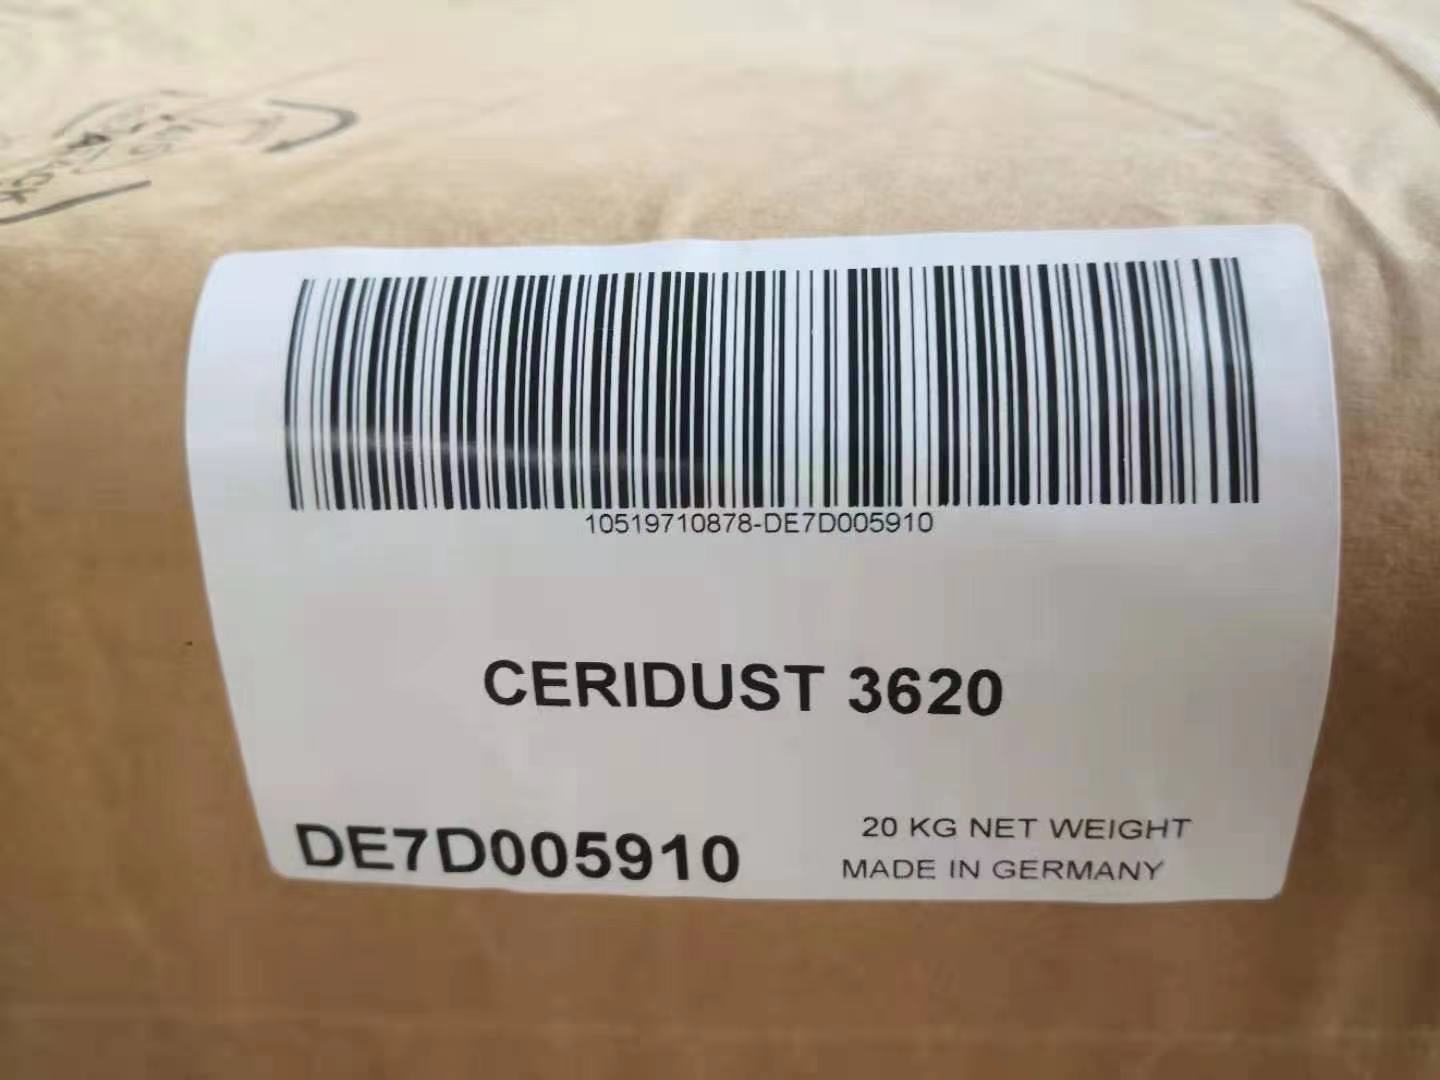 10519710878-DE7D005910
CERIDUST 3620
DE7D005910
20 KG NET WEIGHT
MADE IN GERMANY